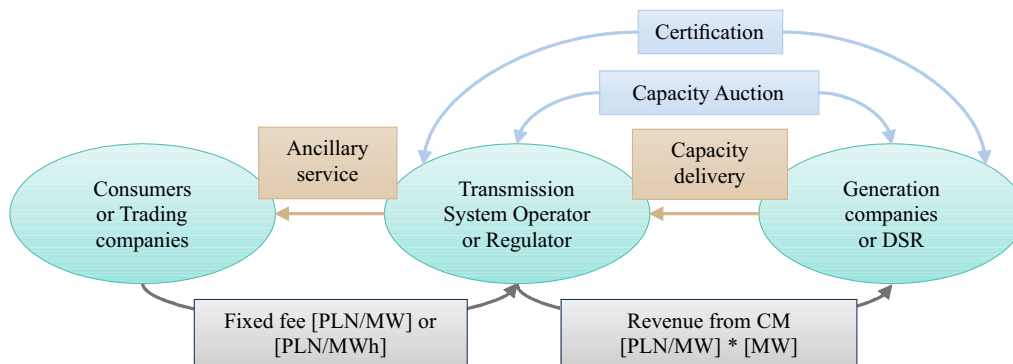 Certification
Capacity Auction
Ancillary
service
Capacity
delivery
Consumers
or Trading
companies
Transmission
System Operator
or Regulator
Generation
companies
or DSR
Fixed fee [PLN/MW] or
[PLN/MWh]
Revenue from CM
[PLN/MW] * [MW]